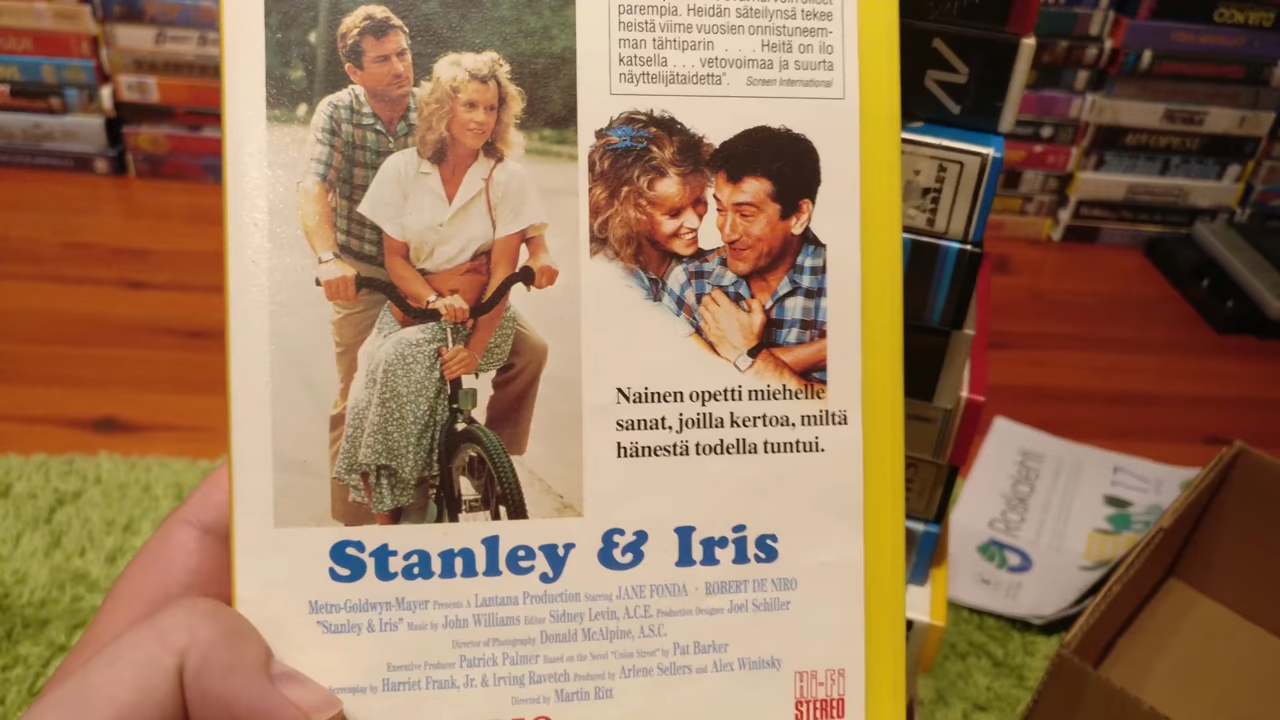 parempia. Heidän säteilynsä tekee
heistä viime vuosien onnistuneem-
man tähtiparin . . . Heitä on ilo
katsella . . . vetovoimaa ja suurta
näyttelijätaidetta". Screen International
Nainen opetti miehelle
sanat, joilla kertoa, miltä
hänestä todella tuntui.
Stanley & Iris
Metro-Goldwyn-Mayer Presents A Lantana Production Starring JANE FONDA · ROBERT DE NIRO
"Stanley & Iris" Music by John Williams Editor Sidney Levin, A.C.E. Production Designer Joel Schiller
Director of Photography Donald McAlpine, A.S.C.
Executive Producer Patrick Palmer Based on the Novel "Union Street" by Pat Barker
Screenplay by Harriet Frank, Jr. & Irving Ravetch Produced by Arlene Sellers and Alex Winitsky
Directed by Martin Ritt
Hi-Fi
STEREO
Roskalehti
17